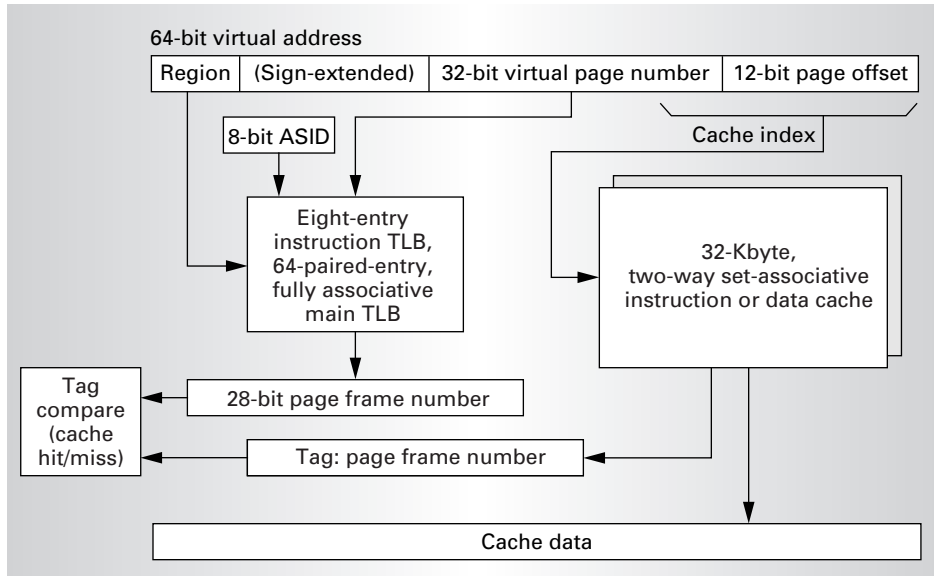 64-bit virtual address
Region
(Sign-extended)
32-bit virtual page number
12-bit page offset
8-bit ASID
Cache index
Eight-entry
instruction TLB,
64-paired-entry,
fully associative
main TLB
32-Kbyte,
two-way set-associative
instruction or data cache
Tag
compare
(cache
hit/miss)
28-bit page frame number
Tag: page frame number
Cache data